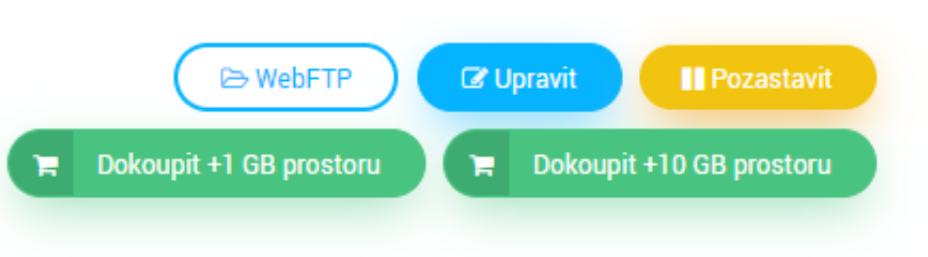 WebFTP Upravit Pozastavit
Dokoupit +1 GB prostoru Dokoupit +10 GB prostoru